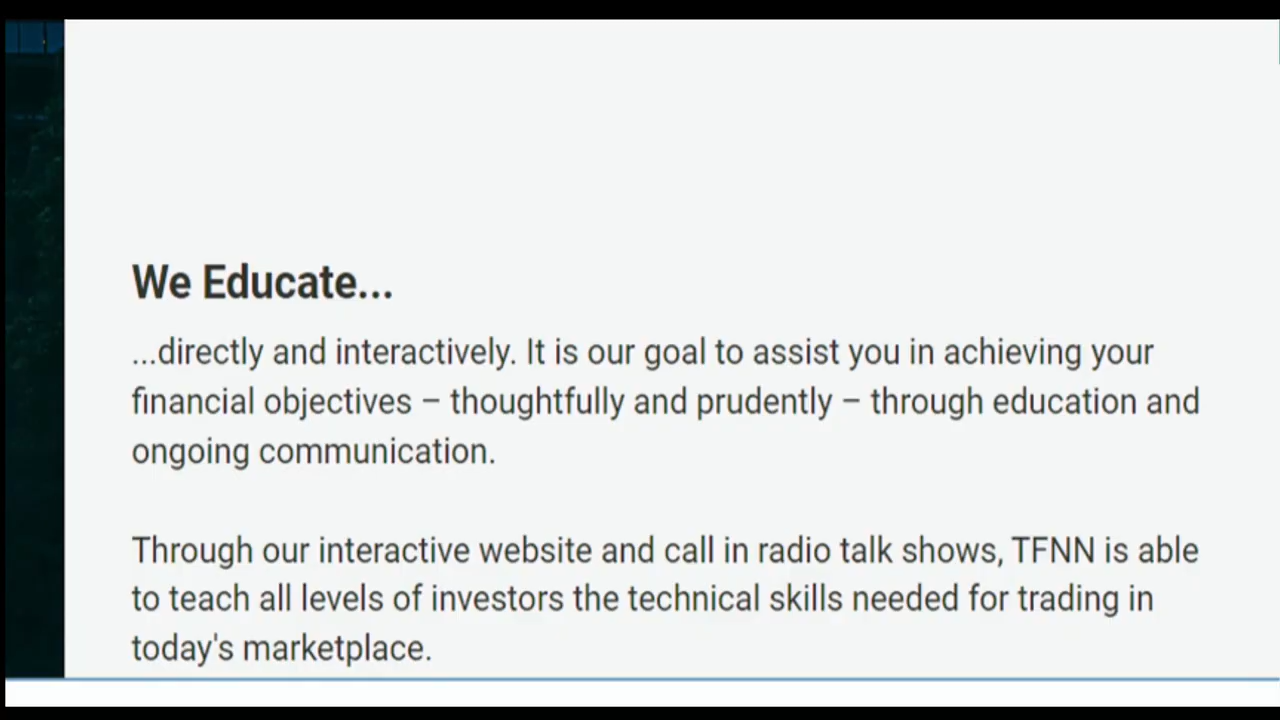 We Educate...
...directly and interactively. It is our goal to assist you in achieving your
financial objectives – thoughtfully and prudently – through education and
ongoing communication.
Through our interactive website and call in radio talk shows, TFNN is able
to teach all levels of investors the technical skills needed for trading in
today's marketplace.